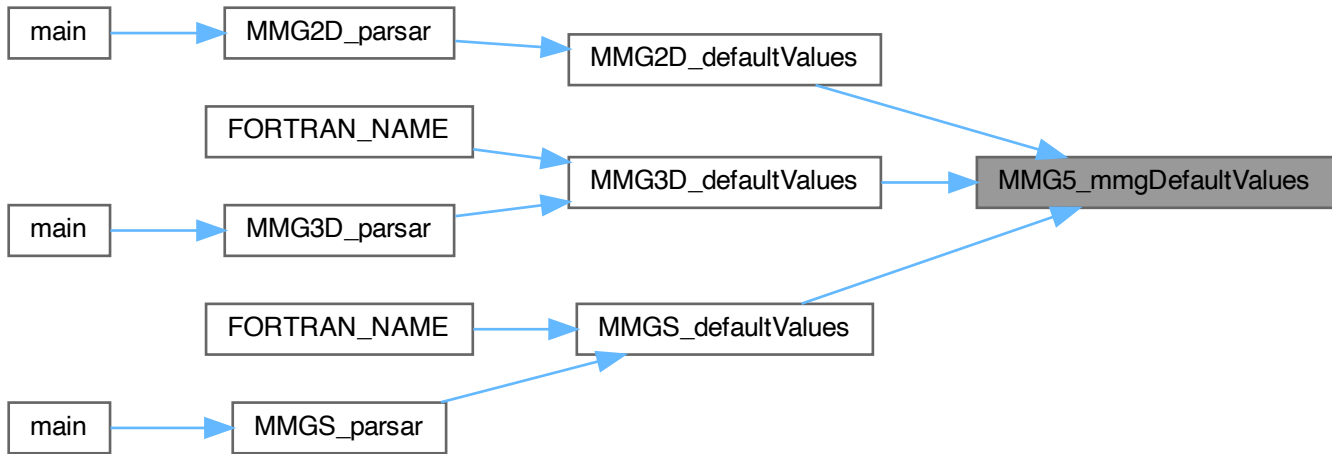 main
MMG2D_parsar
MMG2D_defaultValues
FORTRAN_NAME
MMG3D_defaultValues
MMG5_mmgDefaultValues
main
MMG3D_parsar
FORTRAN_NAME
MMGS_defaultValues
main
MMGS_parsar